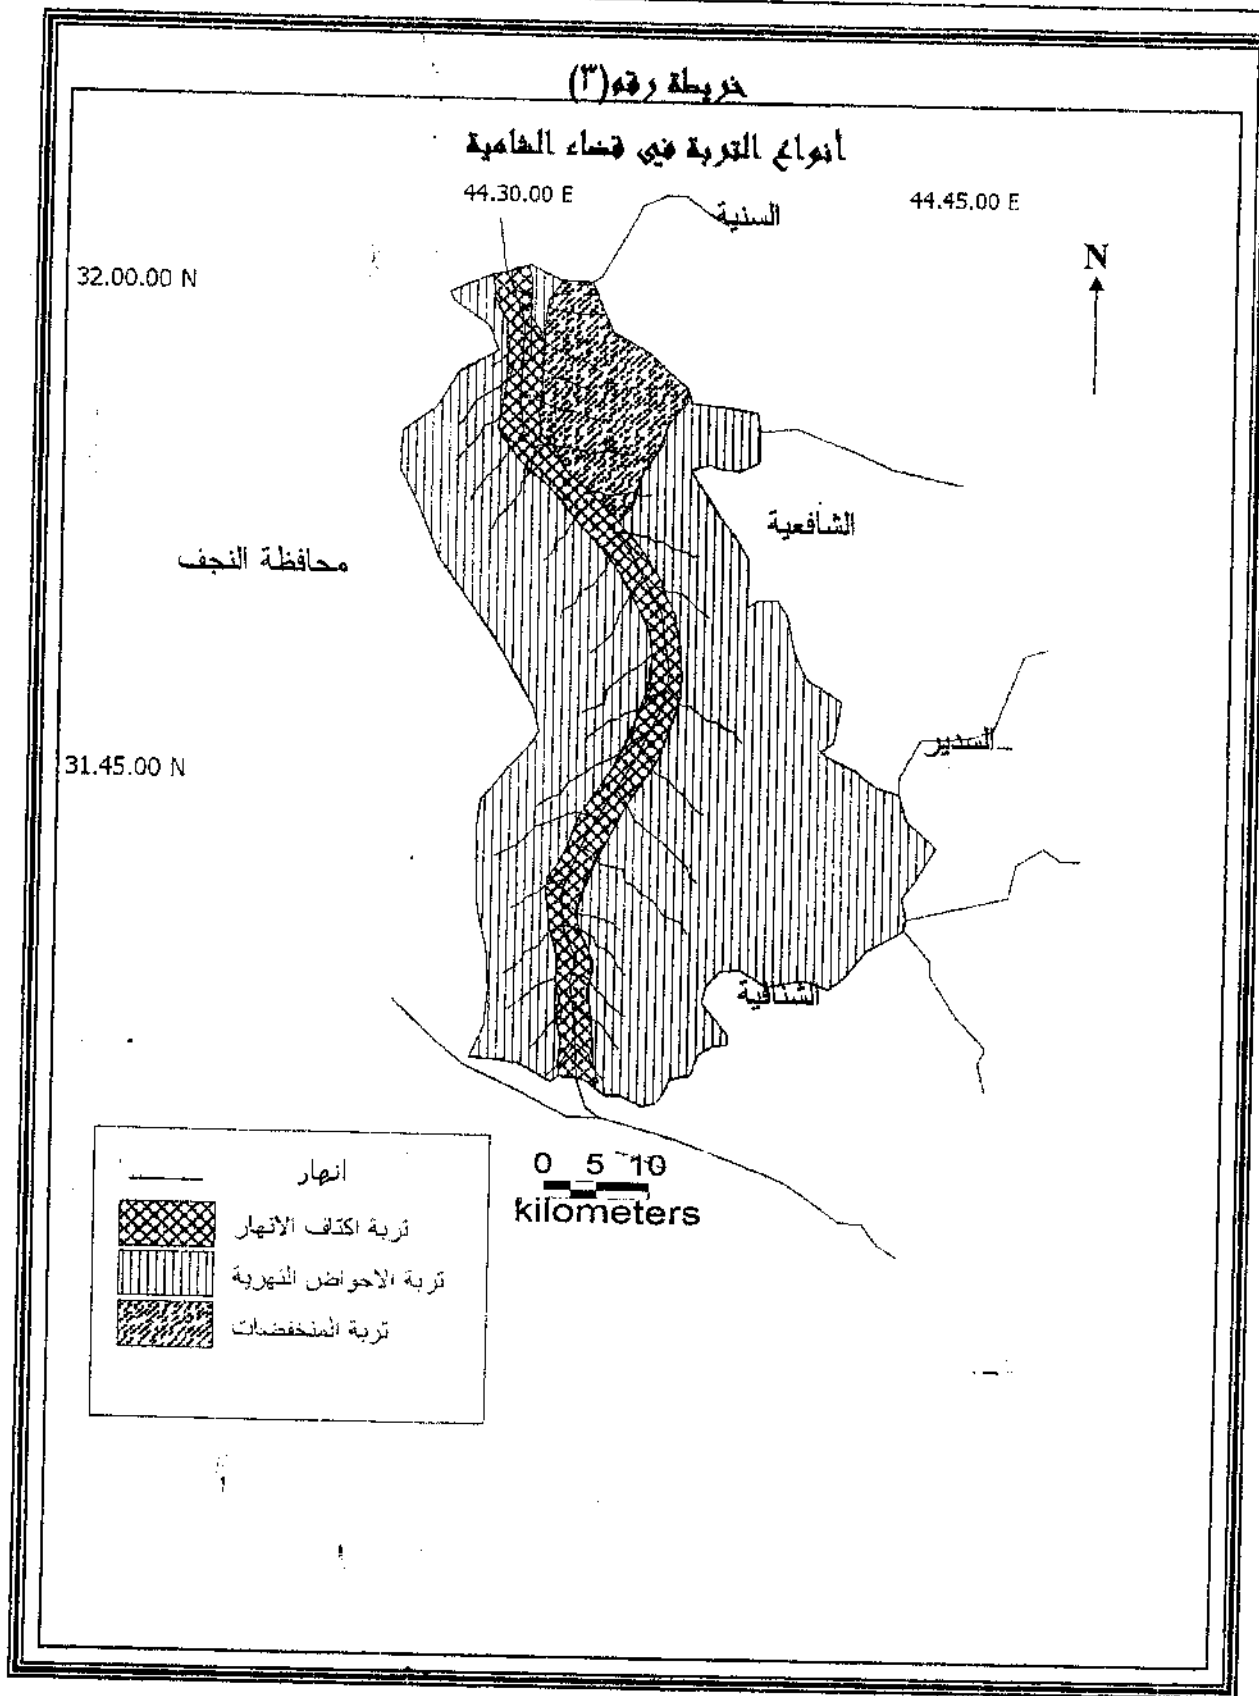 خريطة رقم (٣)
أنواع التربة في قضاء الشامية
44.30.00 E
44.45.00 E
السنية
32.00.00 N
N
الشافعية
محافظة النجف
السدير
31.45.00 N
الشنافية
انهار
تربة اكتاف الانهار
تربة الاحواض النهرية
تربة المنخفضات
0 5 10
kilometers